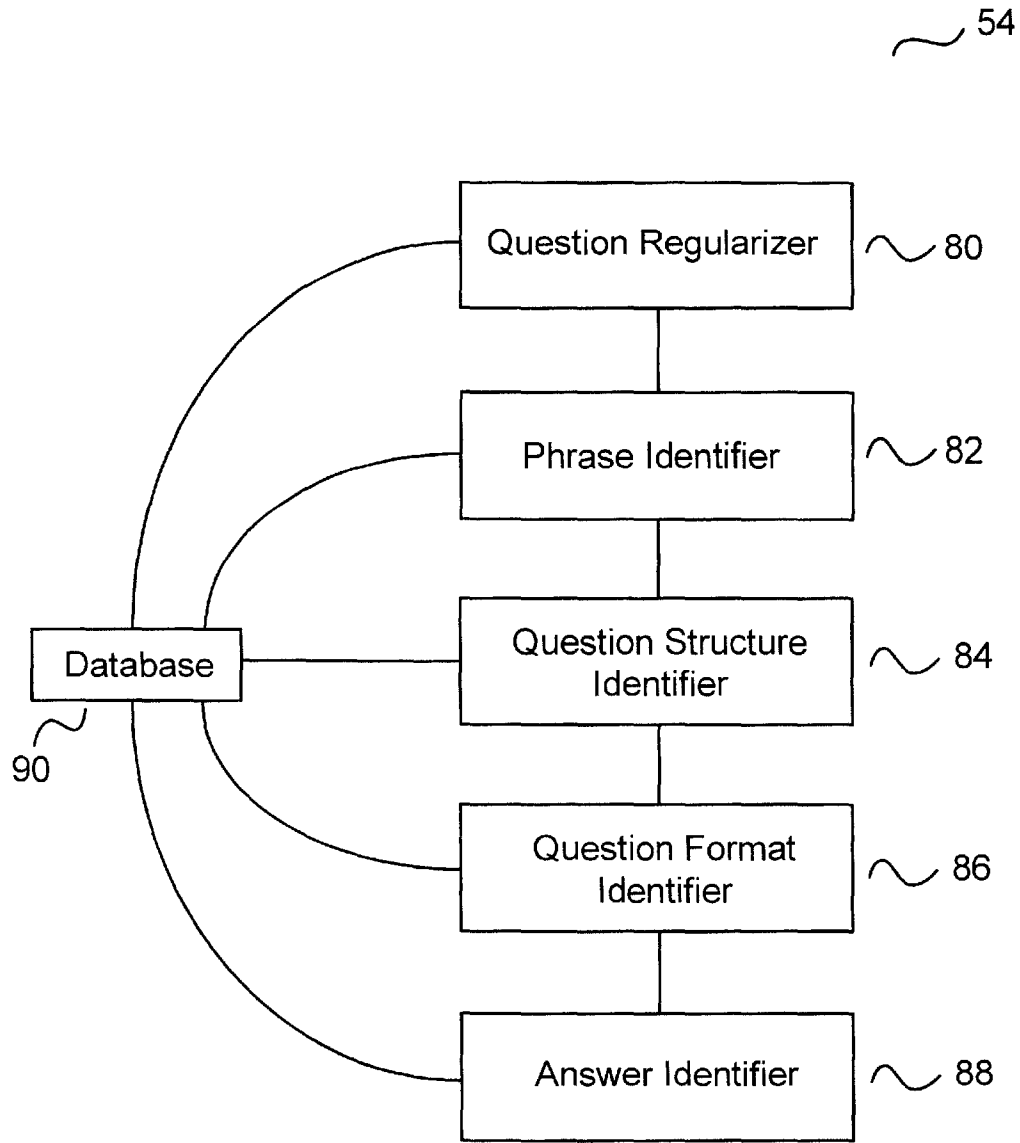 54
Question Regularizer
80
Phrase Identifier
82
Question Structure
Identifier
84
Database
90
Question Format
Identifier
86
Answer Identifier
88